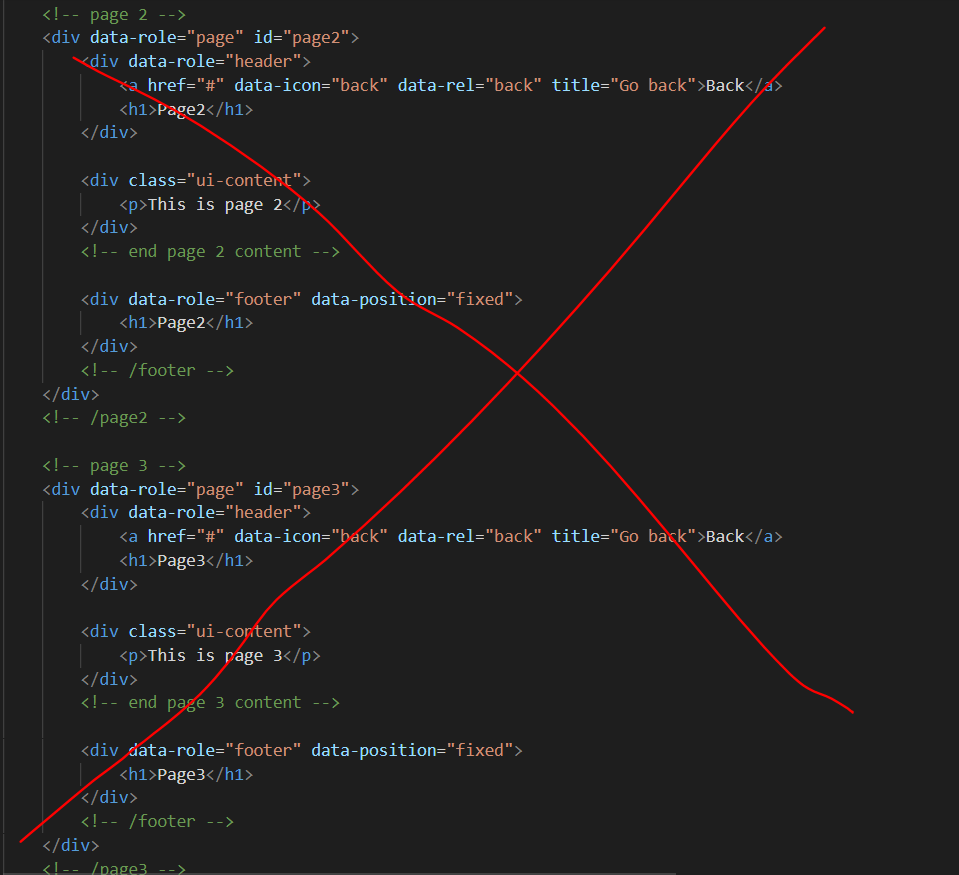 <!-- page 2 -->
<div data-role="page" id="page2">
<div data-role="header">
<a href="#" data-icon="back" data-rel="back" title="Go back">Back</a>
<h1>Page2</h1>
</div>
<div class="ui-content">
<p>This is page 2</p>
</div>
<!-- end page 2 content -->
<div data-role="footer" data-position="fixed">
<h1>Page2</h1>
</div>
<!-- /footer -->
</div>
<!-- /page2 -->
<!-- page 3 -->
<div data-role="page" id="page3">
<div data-role="header">
<a href="#" data-icon="back" data-rel="back" title="Go back">Back</a>
<h1>Page3</h1>
</div>
<div class="ui-content">
<p>This is page 3</p>
</div>
<!-- end page 3 content -->
<div data-role="footer" data-position="fixed">
<h1>Page3</h1>
</div>
<!-- /footer -->
</div>
<!-- /page3 -->